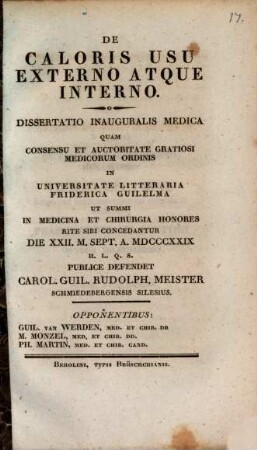 17.
DE
CALORIS USU
EXTERNO ATQUE
INTERNO.
DISSERTATIO INAUGURALIS MEDICA
QUAM
CONSENSU ET AUCTORITATE GRATIOSI
MEDICORUM ORDINIS
IN
UNIVERSITATE LITTERARIA
FRIDERICA GUILELMA
UT SUMMI
IN MEDICINA ET CHIRURGIA HONORES
RITE SIBI CONCEDANTUR
DIE XXII. M. SEPT. A. MDCCCXXIX
H. L. Q. S.
PUBLICE DEFENDET
CAROL. GUIL. RUDOLPH. MEISTER
SCHMIEDEBERGENSIS SILESIUS.
OPPONENTIBUS:
GUIL. VAN WERDEN, MED. ET CHIR. DR
M. MONZEL, MED. ET CHIR. DD.
PH. MARTIN, MED. ET CHIR. CAND.
BEROLINI, TYPIS BRÜSCHCKIANIS.